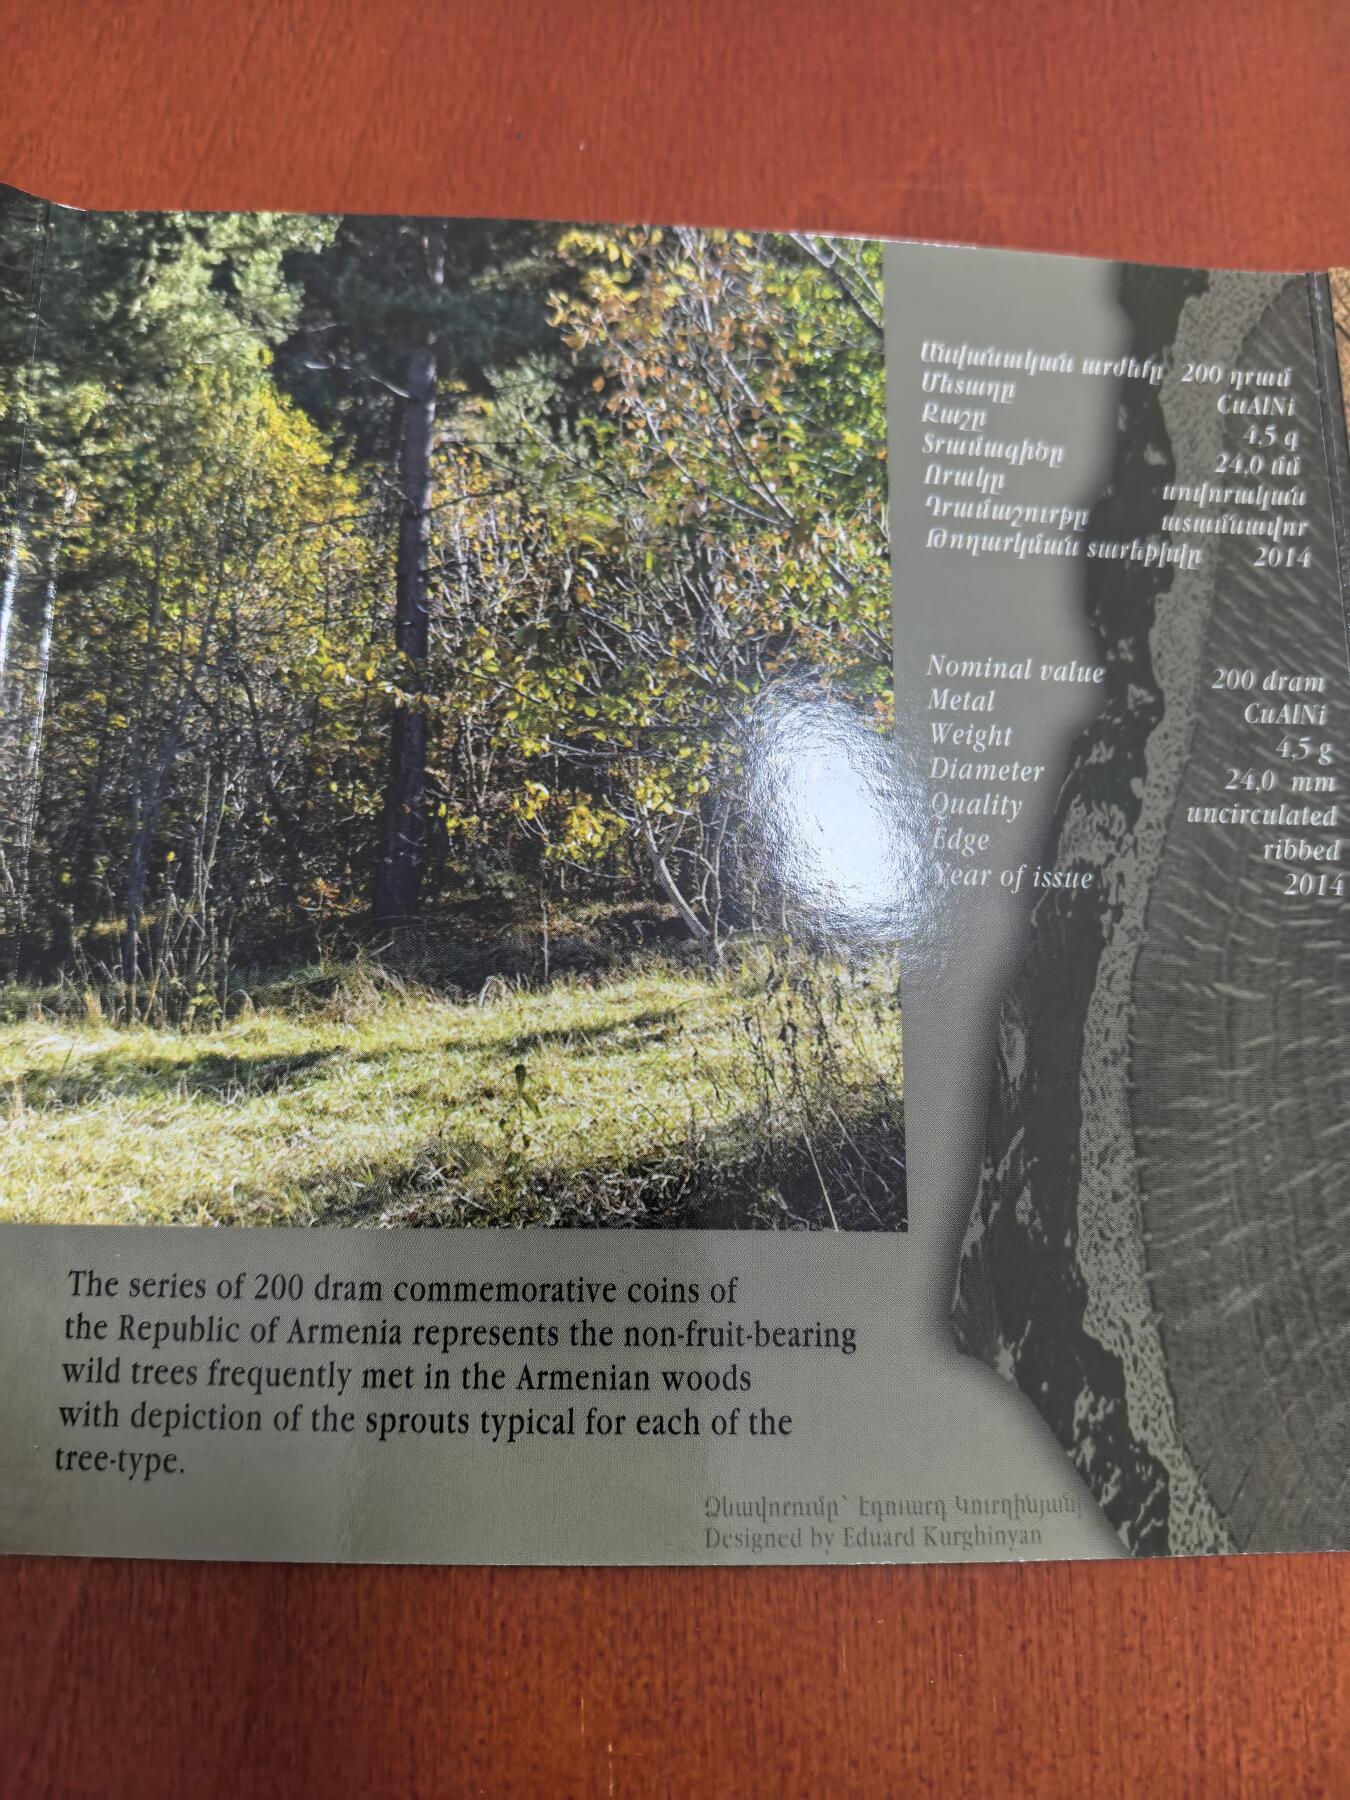 Անվանական արժեքը 200 դրամ
Մետաղը CuAlNi
Քաշը 4,5 գ
Տրամագիծը 24,0 մմ
Որակը սովորական
Դրամաշուրթը ատամնավոր
Թողարկման տարեթիվը 2014
Nominal value 200 dram
Metal CuAlNi
Weight 4,5 g
Diameter 24,0 mm
Quality uncirculated
Edge ribbed
Year of issue 2014
The series of 200 dram commemorative coins of
the Republic of Armenia represents the non-fruit-bearing
wild trees frequently met in the Armenian woods
with depiction of the sprouts typical for each of the
tree-type.
Ձևավորումը՝ Էդուարդ Կուրղինյանի
Designed by Eduard Kurghinyan